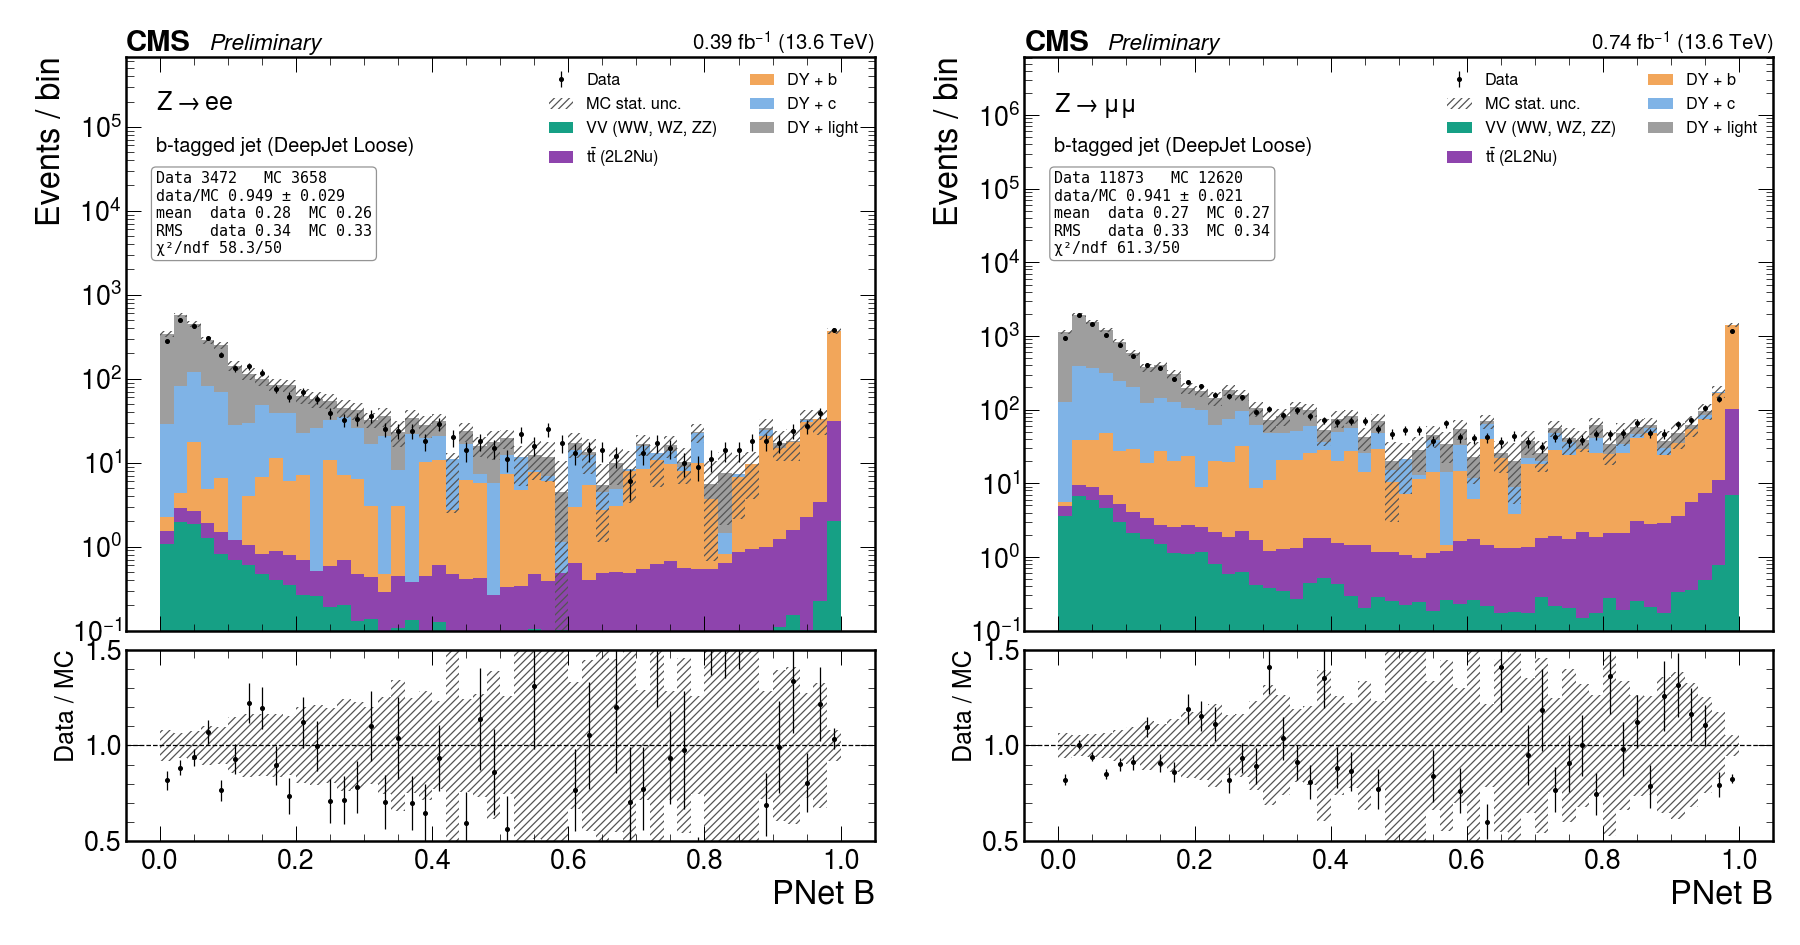 CMS Preliminary 0.39 fb⁻¹ (13.6 TeV)
Events / bin
Z → ee
b-tagged jet (DeepJet Loose)
Data 3472 MC 3658
data/MC 0.949 ± 0.029
mean data 0.28 MC 0.26
RMS data 0.34 MC 0.33
χ²/ndf 58.3/50
Data
MC stat. unc.
VV (WW, WZ, ZZ)
tt̄ (2L2Nu)
DY + b
DY + c
DY + light
10⁵
10⁴
10³
10²
10¹
10⁰
10⁻¹
Data / MC
1.5
1.0
0.5
0.0 0.2 0.4 0.6 0.8 1.0
PNet B
CMS Preliminary 0.74 fb⁻¹ (13.6 TeV)
Events / bin
Z → μμ
b-tagged jet (DeepJet Loose)
Data 11873 MC 12620
data/MC 0.941 ± 0.021
mean data 0.27 MC 0.27
RMS data 0.33 MC 0.34
χ²/ndf 61.3/50
Data
MC stat. unc.
VV (WW, WZ, ZZ)
tt̄ (2L2Nu)
DY + b
DY + c
DY + light
10⁶
10⁵
10⁴
10³
10²
10¹
10⁰
10⁻¹
Data / MC
1.5
1.0
0.5
0.0 0.2 0.4 0.6 0.8 1.0
PNet B